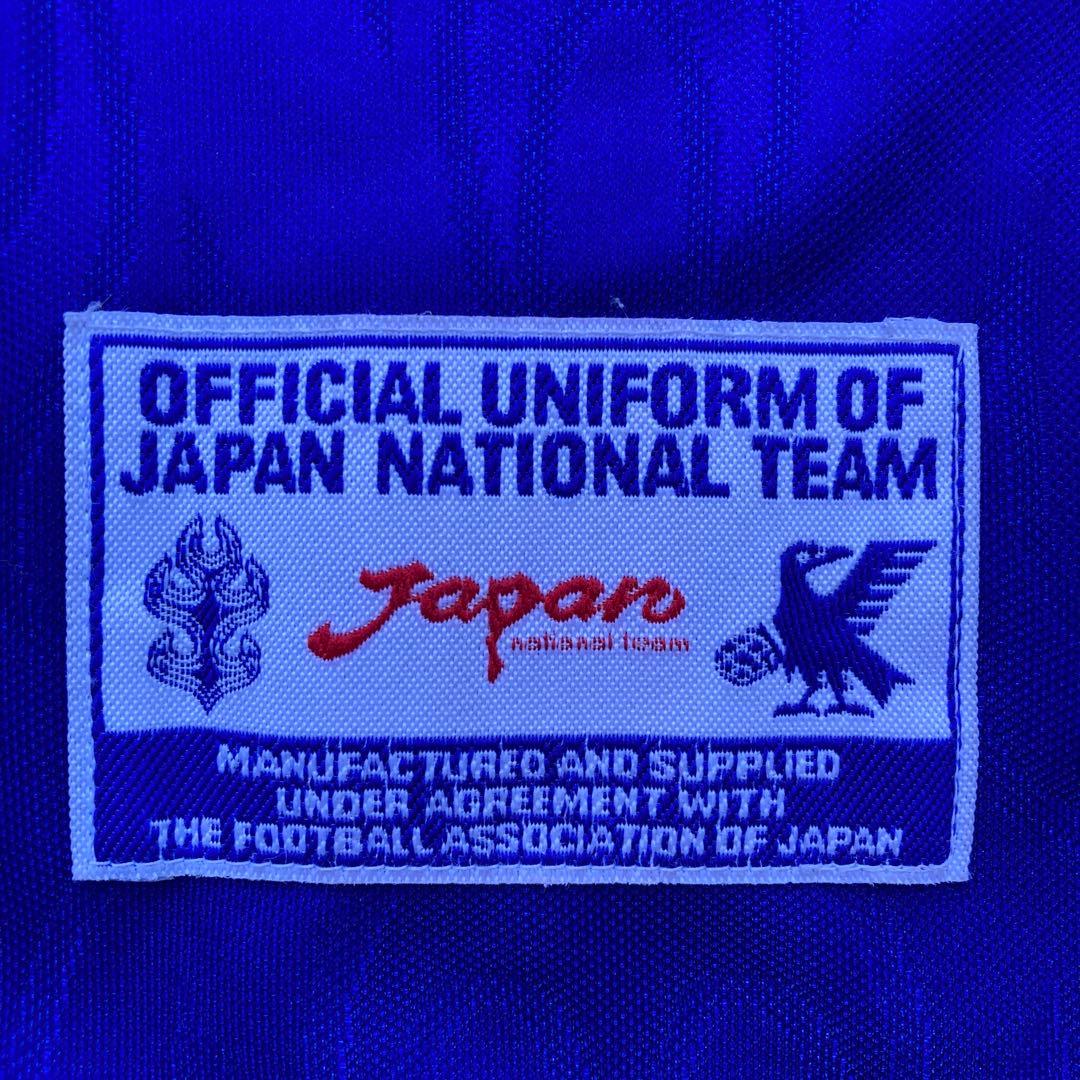 OFFICIAL UNIFORM OF
JAPAN NATIONAL TEAM
Japan
national team
MANUFACTURED AND SUPPLIED
UNDER AGREEMENT WITH
THE FOOTBALL ASSOCIATION OF JAPAN